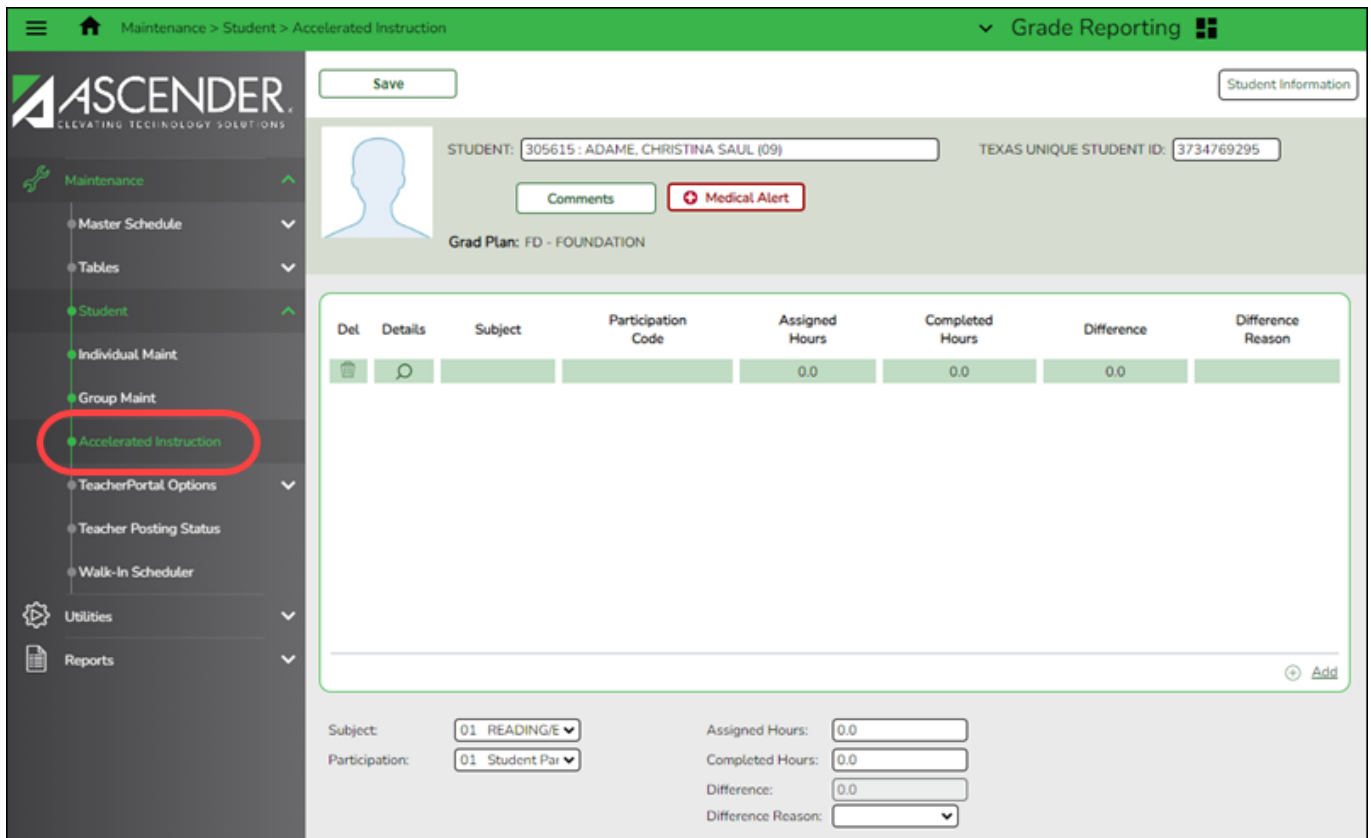 Maintenance > Student > Accelerated Instruction
Grade Reporting
ASCENDER.
ELEVATING TECHNOLOGY SOLUTIONS
Maintenance
Master Schedule
Tables
Student
Individual Maint
Group Maint
Accelerated Instruction
TeacherPortal Options
Teacher Posting Status
Walk-In Scheduler
Utilities
Reports
Save
Student Information
STUDENT: 305615 : ADAME, CHRISTINA SAUL (09) TEXAS UNIQUE STUDENT ID: 3734769295
Comments Medical Alert
Grad Plan: FD - FOUNDATION
Del Details Subject Participation Code Assigned Hours Completed Hours Difference Difference Reason
0.0 0.0 0.0
Add
Subject: 01 READING/E Assigned Hours: 0.0
Participation: 01 Student Par Completed Hours: 0.0
Difference: 0.0
Difference Reason: